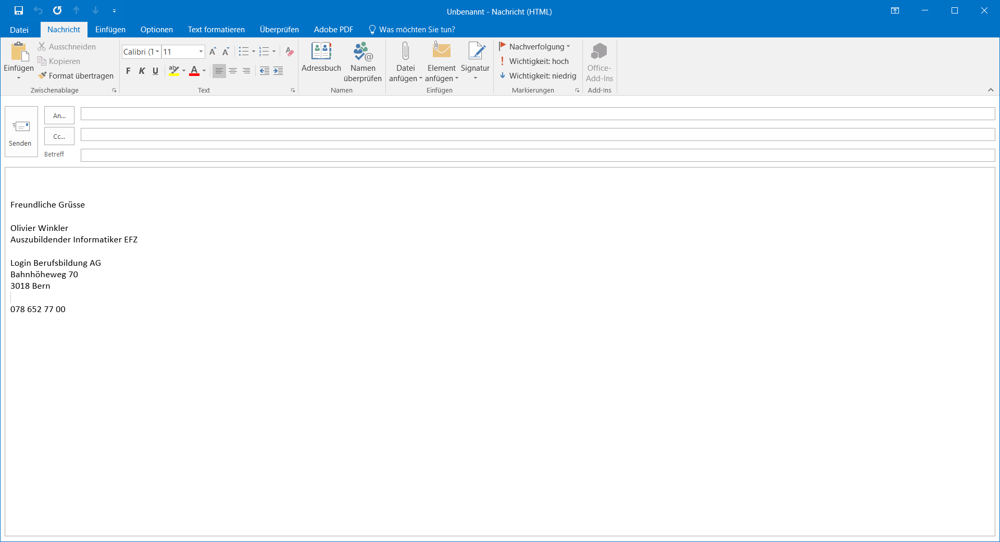 Unbenannt - Nachricht (HTML)
Datei Nachricht Einfügen Optionen Text formatieren Überprüfen Adobe PDF Was möchten Sie tun?
Einfügen
Ausschneiden
Kopieren
Format übertragen
Zwischenablage
Calibri (T 11
F K U
Text
Adressbuch
Namen überprüfen
Namen
Datei anfügen
Element anfügen
Signatur
Einfügen
Nachverfolgung
Wichtigkeit: hoch
Wichtigkeit: niedrig
Markierungen
Office-Add-Ins
Add-Ins
Senden
An...
Cc...
Betreff
Freundliche Grüsse
Olivier Winkler
Auszubildender Informatiker EFZ
Login Berufsbildung AG
Bahnhöheweg 70
3018 Bern
078 652 77 00